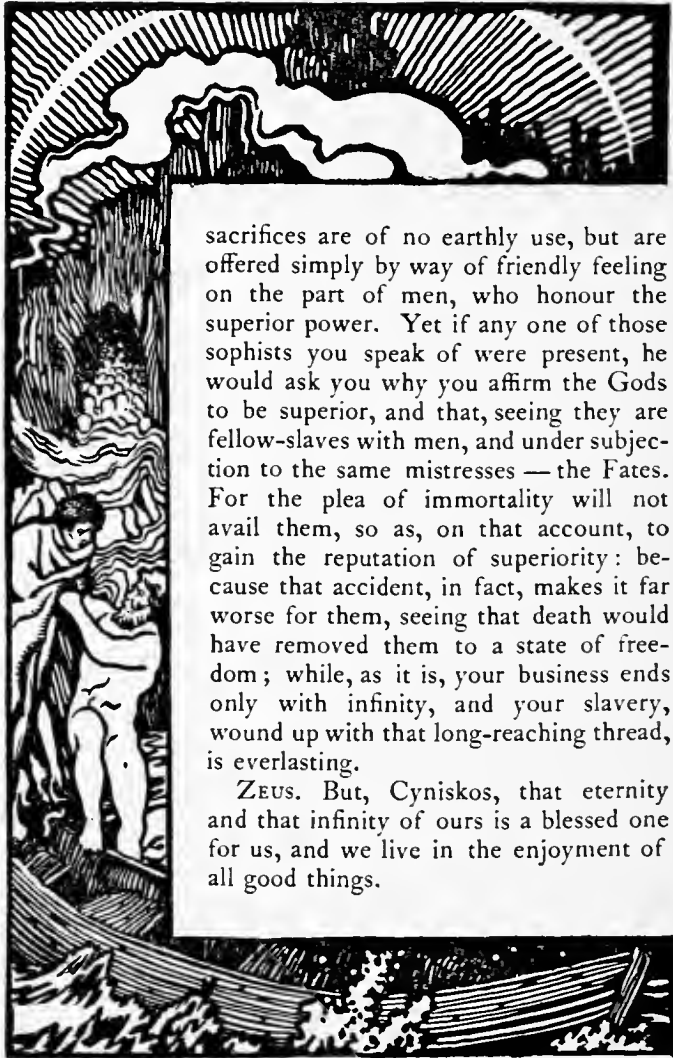 sacrifices are of no earthly use, but are
offered simply by way of friendly feeling
on the part of men, who honour the
superior power. Yet if any one of those
sophists you speak of were present, he
would ask you why you affirm the Gods
to be superior, and that, seeing they are
fellow-slaves with men, and under subjec-
tion to the same mistresses — the Fates.
For the plea of immortality will not
avail them, so as, on that account, to
gain the reputation of superiority : be-
cause that accident, in fact, makes it far
worse for them, seeing that death would
have removed them to a state of free-
dom ; while, as it is, your business ends
only with infinity, and your slavery,
wound up with that long-reaching thread,
is everlasting.
ZEUS. But, Cyniskos, that eternity
and that infinity of ours is a blessed one
for us, and we live in the enjoyment of
all good things.